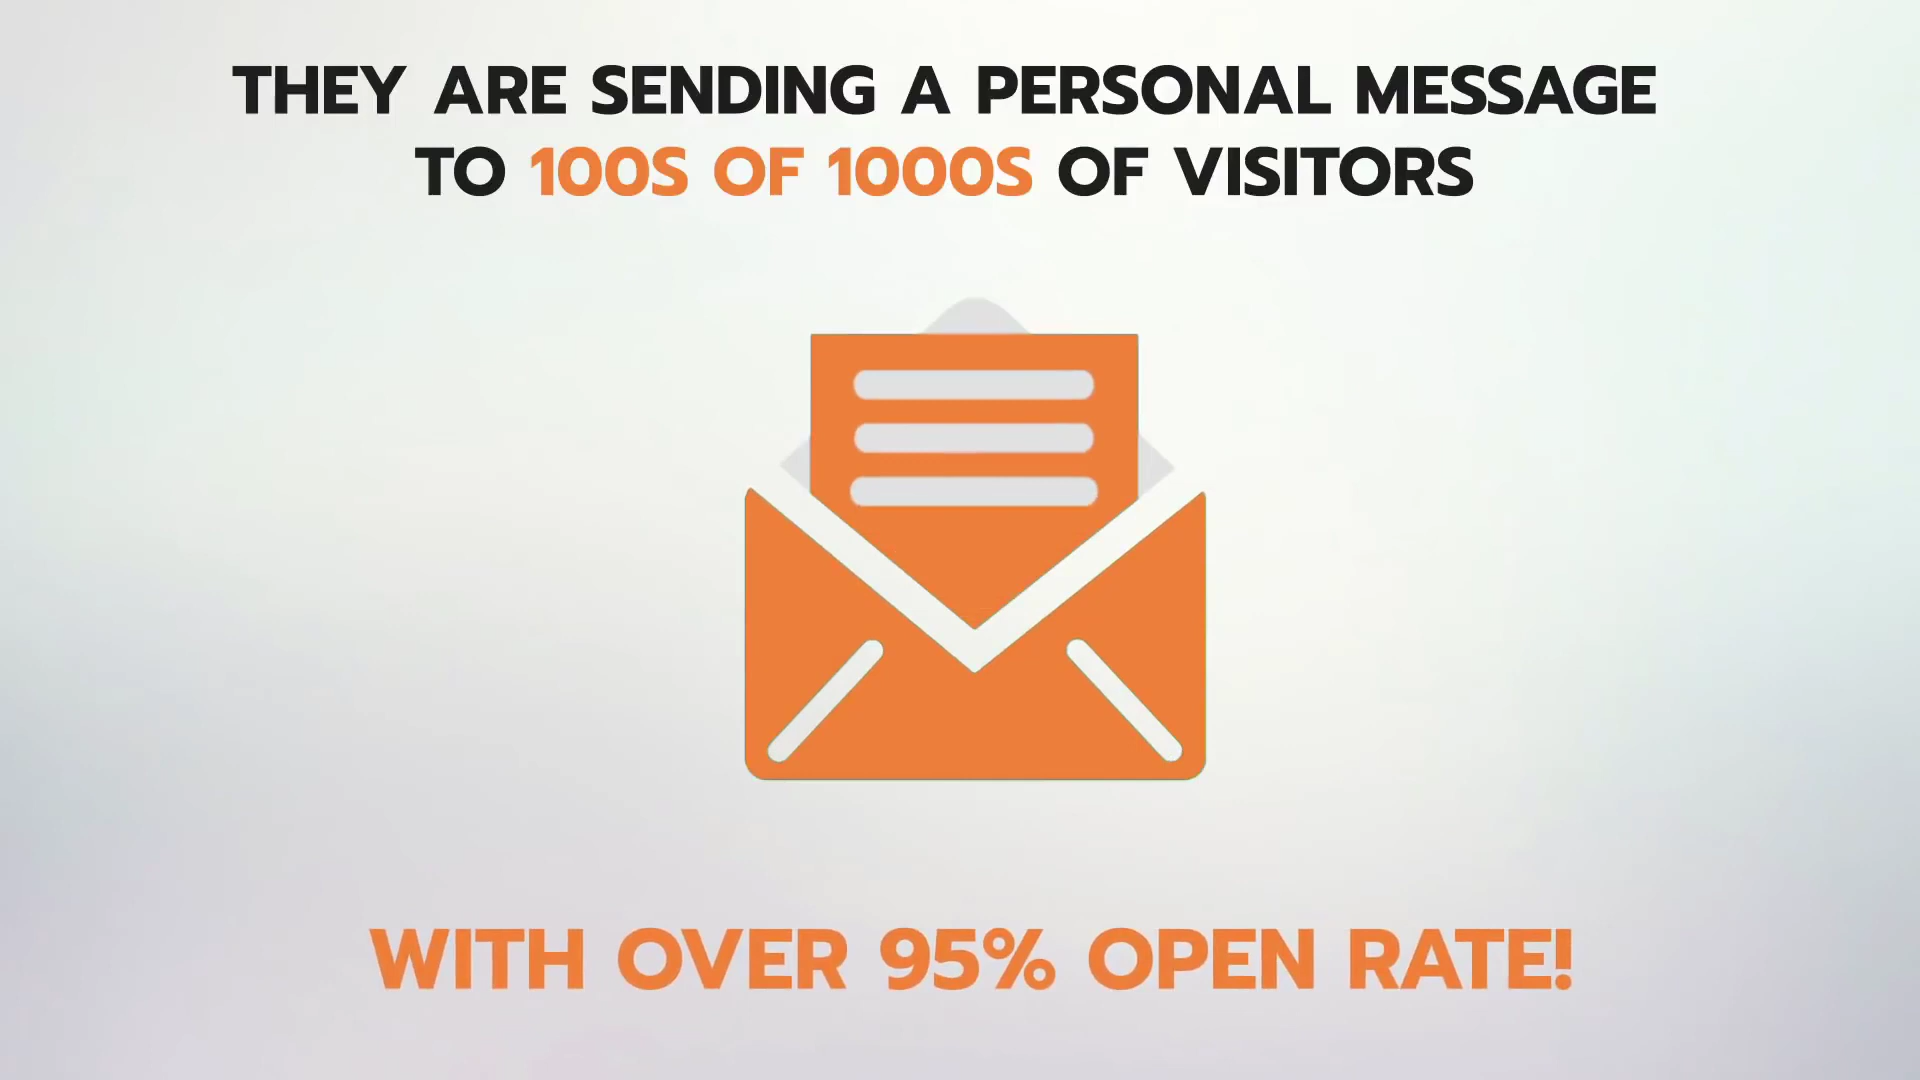 THEY ARE SENDING A PERSONAL MESSAGE
TO 100S OF 1000S OF VISITORS
WITH OVER 95% OPEN RATE!